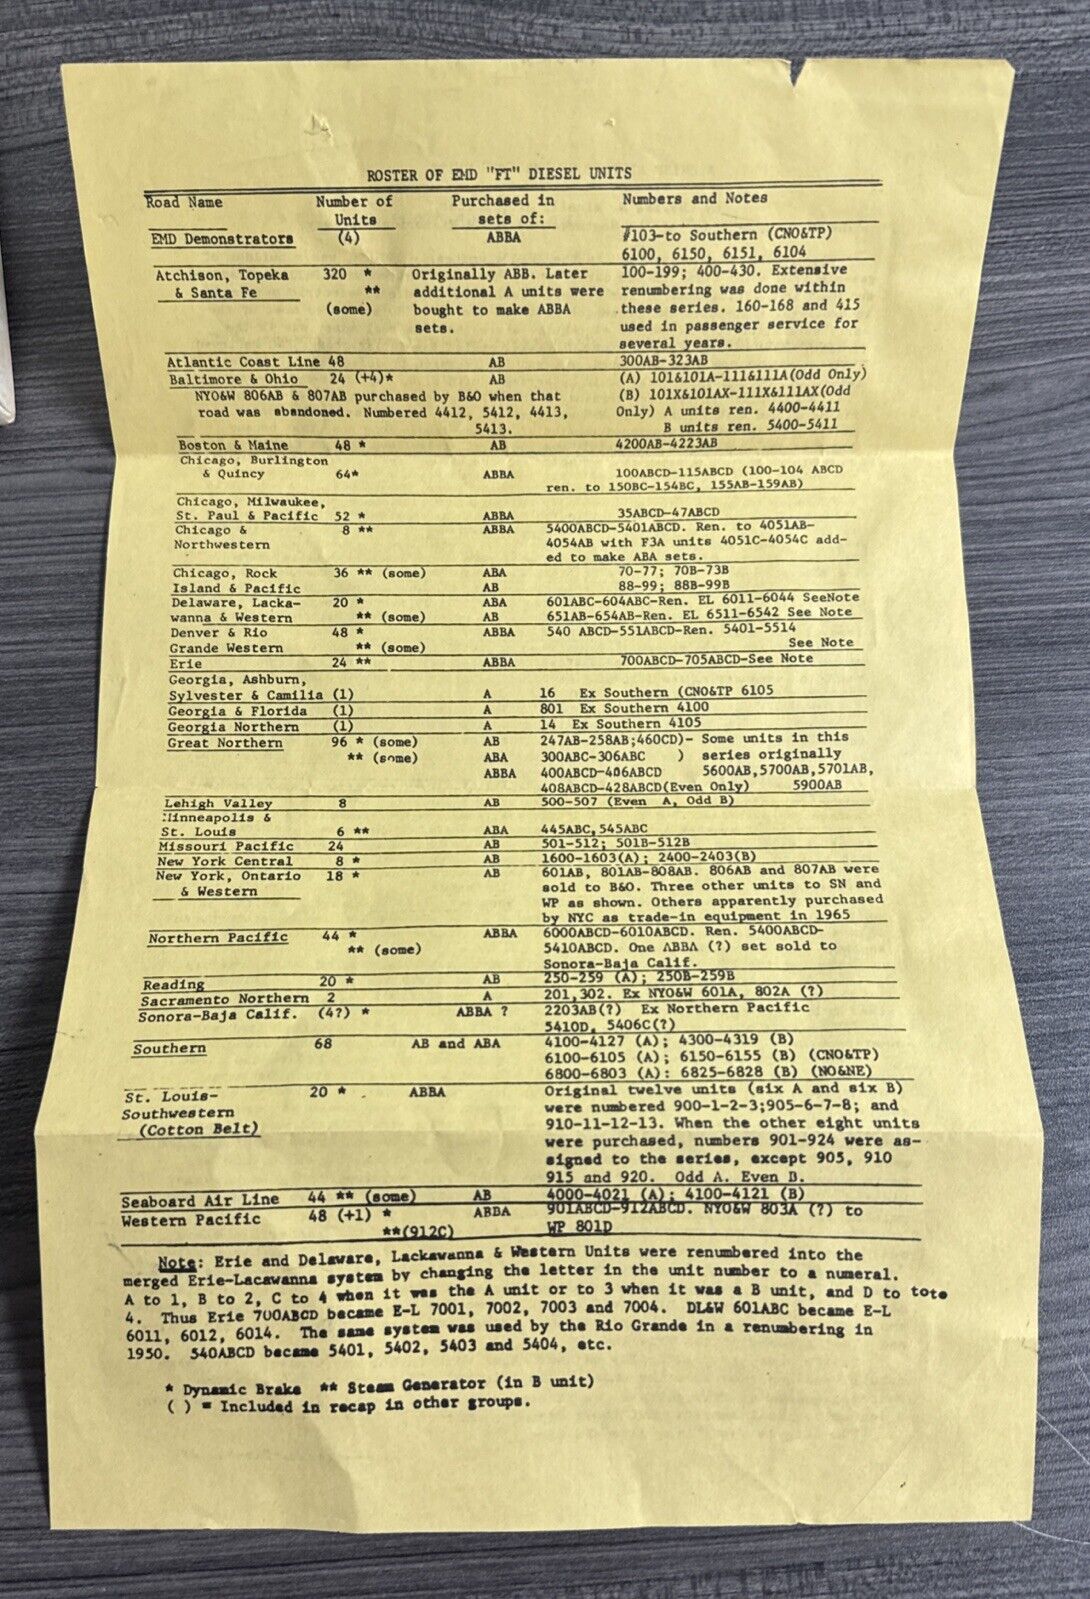 ROSTER OF EMD "FT" DIESEL UNITS
Road Name Number of Units Purchased in sets of: Numbers and Notes
EMD Demonstrators (4) ABBA #103-to Southern (CNO&TP)
6100, 6150, 6151, 6104
Atchison, Topeka 320 * Originally ABB. Later 100-199; 400-430. Extensive
& Santa Fe ** additional A units were renumbering was done within
(some) bought to make ABBA these series. 160-168 and 415
sets. used in passenger service for
several years.
Atlantic Coast Line 48 AB 300AB-323AB
Baltimore & Ohio 24 (+4)* AB (A) 101&101A-111&111A(Odd Only)
NYO&W 806AB & 807AB purchased by B&O when that (B) 101X&101AX-111X&111AX(Odd
road was abandoned. Numbered 4412, 5412, 4413, Only) A units ren. 4400-4411
5413. B units ren. 5400-5411
Boston & Maine 48 * AB 4200AB-4223AB
Chicago, Burlington
& Quincy 64* ABBA 100ABCD-115ABCD (100-104 ABCD
ren. to 150BC-154BC, 155AB-159AB)
Chicago, Milwaukee,
St. Paul & Pacific 52 * ABBA 35ABCD-47ABCD
Chicago & 8 ** ABBA 5400ABCD-5401ABCD. Ren. to 4051AB-
Northwestern 4054AB with F3A units 4051C-4054C add-
ed to make ABA sets.
Chicago, Rock 36 ** (some) ABA 70-77; 70B-73B
Island & Pacific AB 88-99; 88B-99B
Delaware, Lacka- 20 * ABA 601ABC-604ABC-Ren. EL 6011-6044 SeeNote
wanna & Western ** (some) AB 651AB-654AB-Ren. EL 6511-6542 See Note
Denver & Rio 48 * ABBA 540 ABCD-551ABCD-Ren. 5401-5514
Grande Western ** (some) See Note
Erie 24 ** ABBA 700ABCD-705ABCD-See Note
Georgia, Ashburn,
Sylvester & Camilia (1) A 16 Ex Southern (CNO&TP 6105
Georgia & Florida (1) A 801 Ex Southern 4100
Georgia Northern (1) A 14 Ex Southern 4105
Great Northern 96 * (some) AB 247AB-258AB;460CD)- Some units in this
** (some) ABA 300ABC-306ABC ) series originally
ABBA 400ABCD-406ABCD 5600AB,5700AB,5701AB,
408ABCD-428ABCD(Even Only) 5900AB
Lehigh Valley 8 AB 500-507 (Even A, Odd B)
Minneapolis &
St. Louis 6 ** ABA 445ABC,545ABC
Missouri Pacific 24 AB 501-512; 501B-512B
New York Central 8 * AB 1600-1603(A); 2400-2403(B)
New York, Ontario 18 * AB 601AB, 801AB-808AB. 806AB and 807AB were
& Western sold to B&O. Three other units to SN and
WP as shown. Others apparently purchased
by NYC as trade-in equipment in 1965
Northern Pacific 44 * ABBA 6000ABCD-6010ABCD. Ren. 5400ABCD-
** (some) 5410ABCD. One ABBA (?) set sold to
Sonora-Baja Calif.
Reading 20 * AB 250-259 (A); 250B-259B
Sacramento Northern 2 A 201,302. Ex NYO&W 601A, 802A (?)
Sonora-Baja Calif. (4?) * ABBA ? 2203AB(?) Ex Northern Pacific
5410D, 5406C(?)
Southern 68 AB and ABA 4100-4127 (A); 4300-4319 (B)
6100-6105 (A); 6150-6155 (B) (CNO&TP)
6800-6803 (A): 6825-6828 (B) (NO&NE)
St. Louis- 20 * ABBA Original twelve units (six A and six B)
Southwestern were numbered 900-1-2-3;905-6-7-8; and
(Cotton Belt) 910-11-12-13. When the other eight units
were purchased, numbers 901-924 were as-
signed to the series, except 905, 910
915 and 920. Odd A. Even B.
Seaboard Air Line 44 ** (some) AB 4000-4021 (A); 4100-4121 (B)
Western Pacific 48 (+1) * ABBA 901ABCD-912ABCD. NYO&W 803A (?) to
**(912C) WP 801D
Note: Erie and Delaware, Lackawanna & Western Units were renumbered into the
merged Erie-Lacawanna system by changing the letter in the unit number to a numeral.
A to 1, B to 2, C to 4 when it was the A unit or to 3 when it was a B unit, and D to tote
4. Thus Erie 700ABCD became E-L 7001, 7002, 7003 and 7004. DL&W 601ABC became E-L
6011, 6012, 6014. The same system was used by the Rio Grande in a renumbering in
1950. 540ABCD became 5401, 5402, 5403 and 5404, etc.
* Dynamic Brake ** Steam Generator (in B unit)
( ) = Included in recap in other groups.